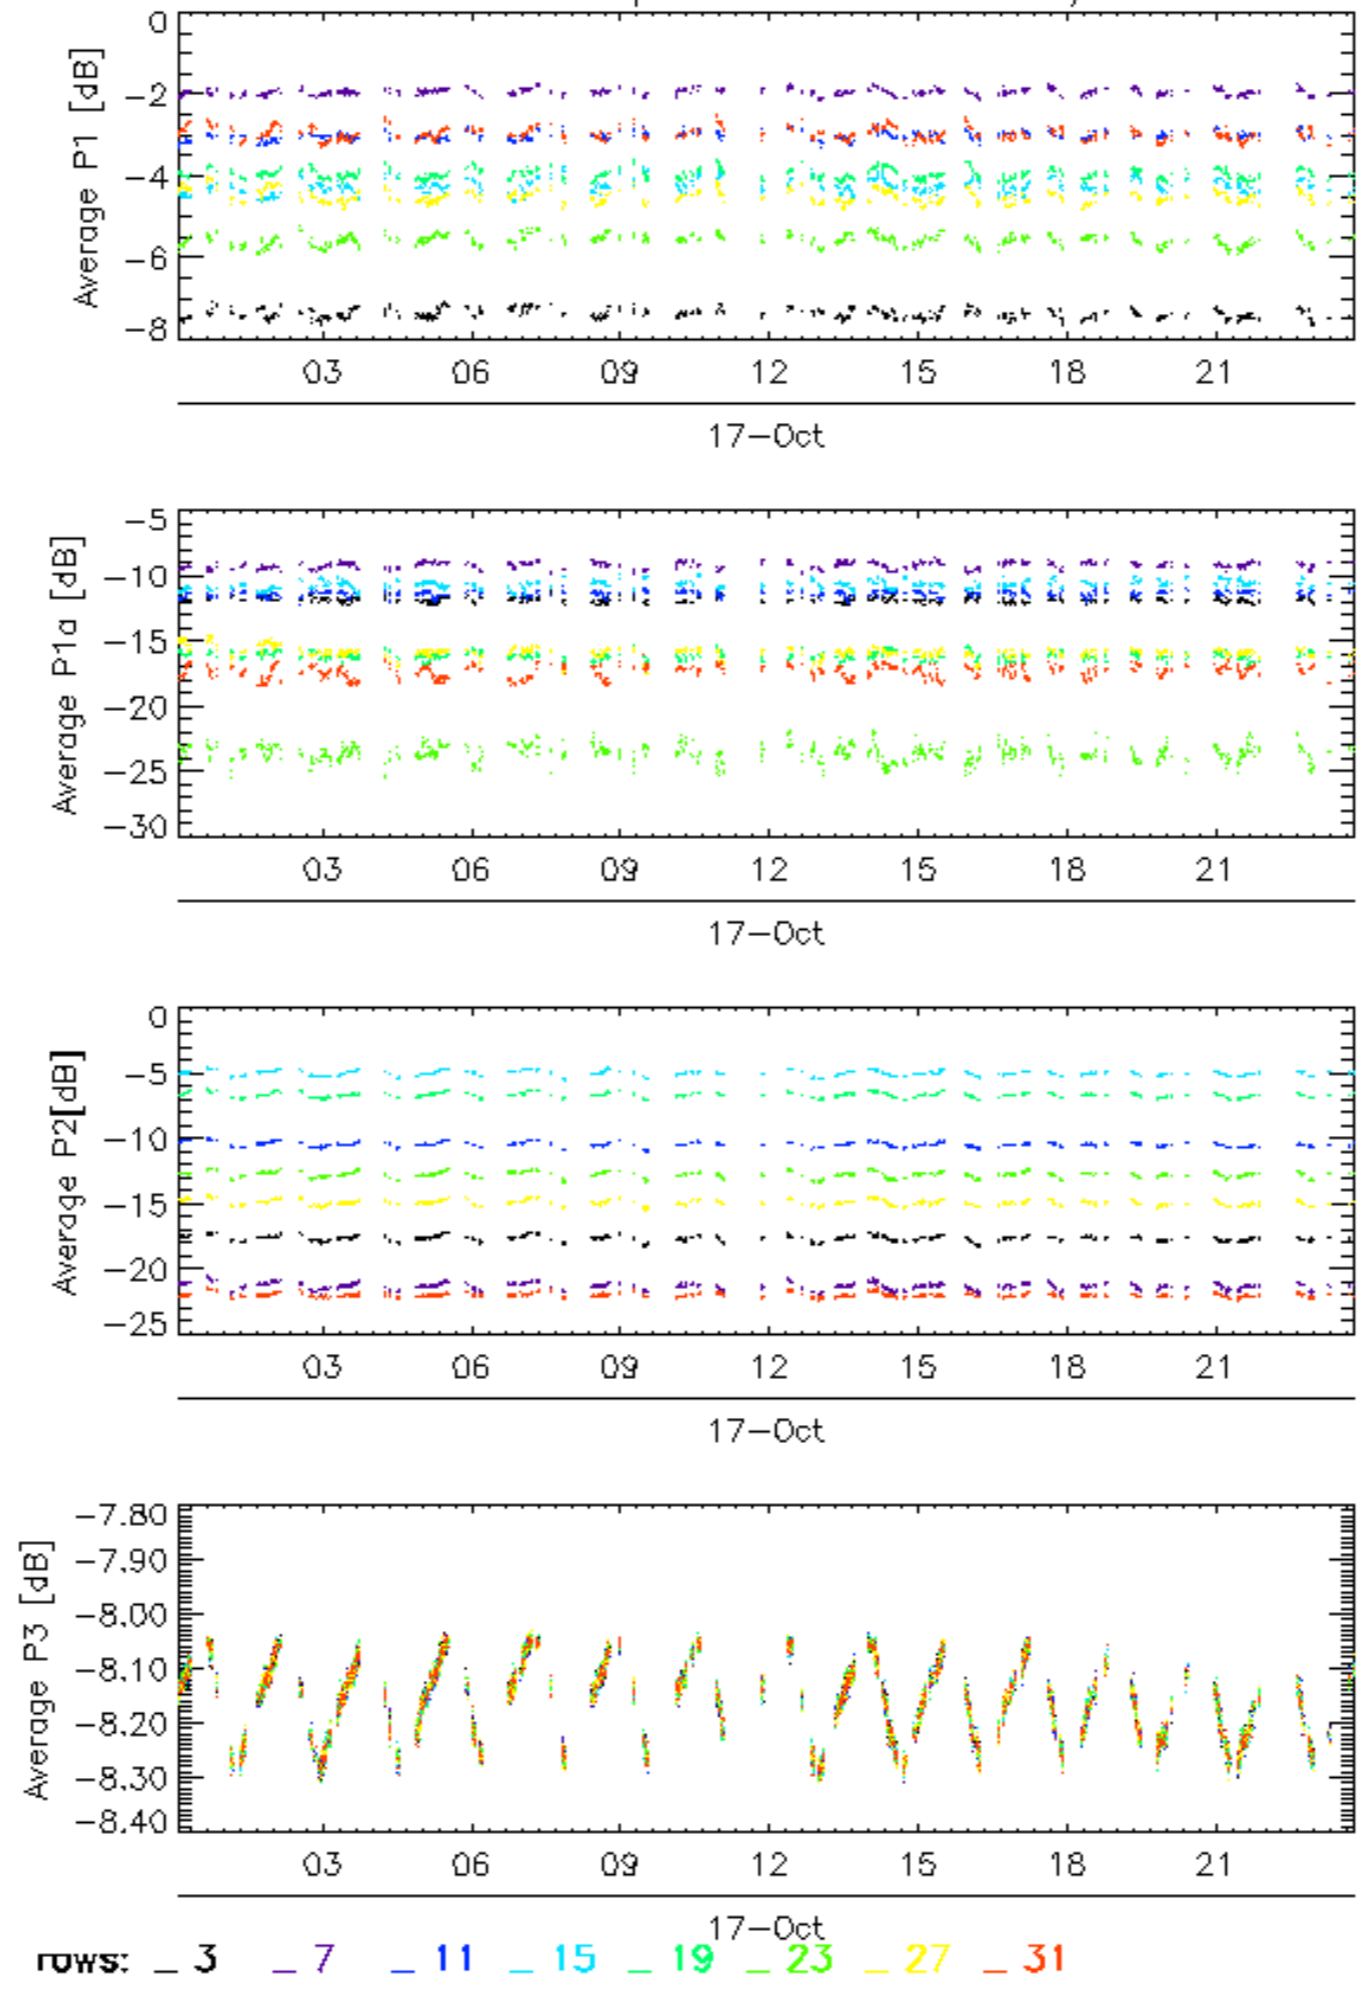 0
−2
−4
−6
−8
Average P1 [dB]
03 06 09 12 15 18 21
17−Oct
−5
−10
−15
−20
−25
−30
Average P1a [dB]
03 06 09 12 15 18 21
17−Oct
0
−5
−10
−15
−20
−25
Average P2[dB]
03 06 09 12 15 18 21
17−Oct
−7.80
−7.90
−8.00
−8.10
−8.20
−8.30
−8.40
Average P3 [dB]
03 06 09 12 15 18 21
17−Oct
rows: _ 3 _ 7 _ 11 _ 15 _ 19 _ 23 _ 27 _ 31